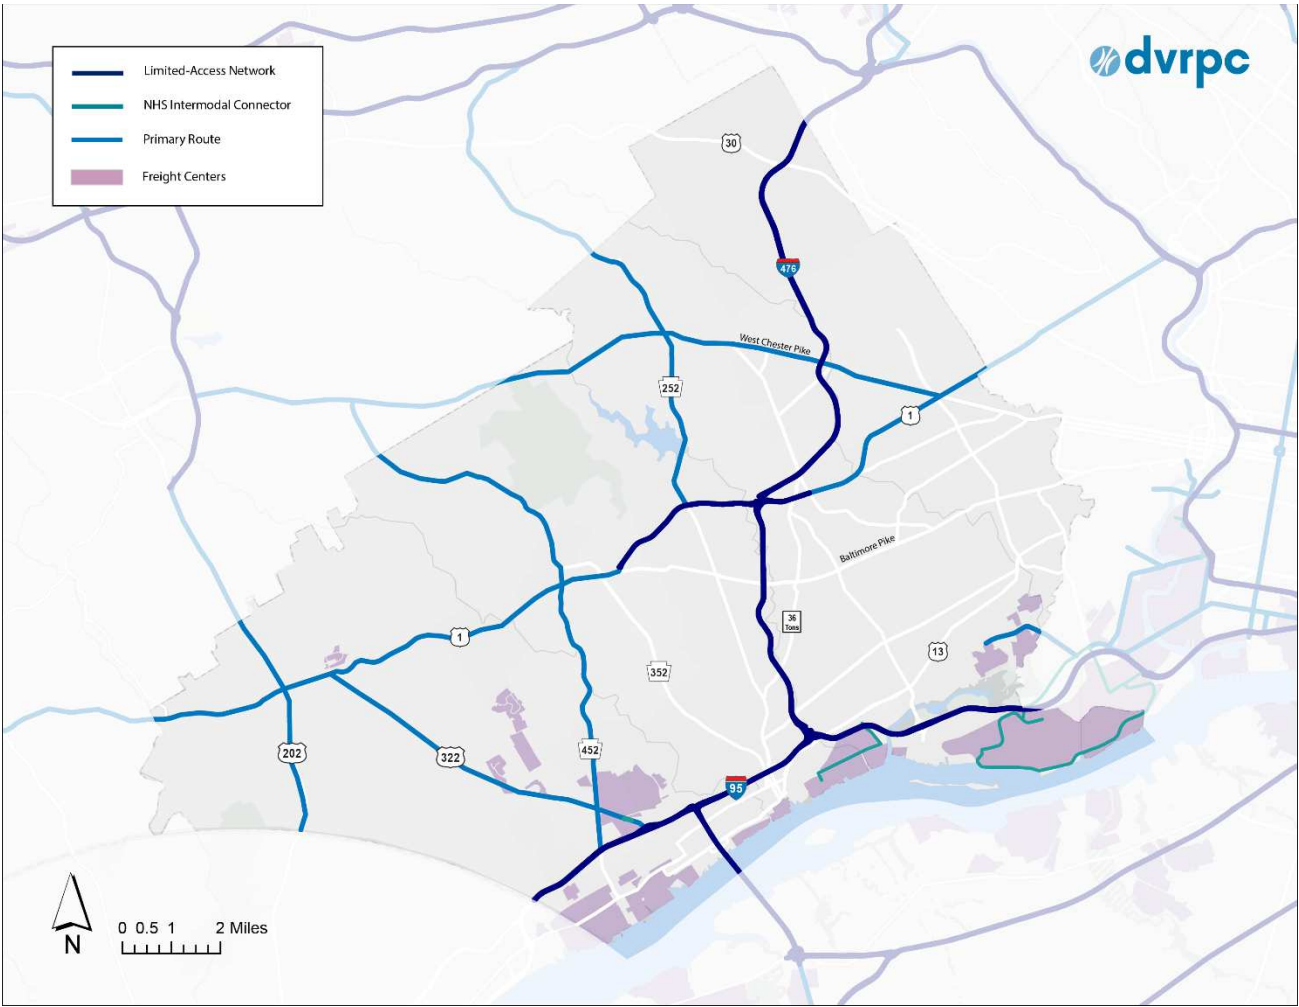 Limited-Access Network
NHS Intermodal Connector
Primary Route
Freight Centers
dvrpc
30
476
West Chester Pike
252
1
Baltimore Pike
36
Tons
1
13
352
202
322
452
95
0 0.5 1 2 Miles
N